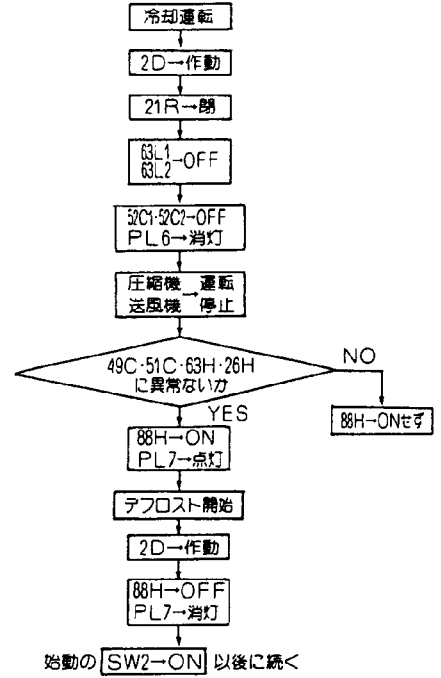 冷却運転
2D→作動
21R→閉
63L1
63L2→OFF
52C1・52C2→OFF
PL6→消灯
圧縮機→運転
送風機 停止
49C・51C・63H・26H
に異常ないか
NO
YES
88H→ONせず
88H→ON
PL7→点灯
デフロスト開始
2D→作動
88H→OFF
PL7→消灯
始動の SW2→ON 以後に続く